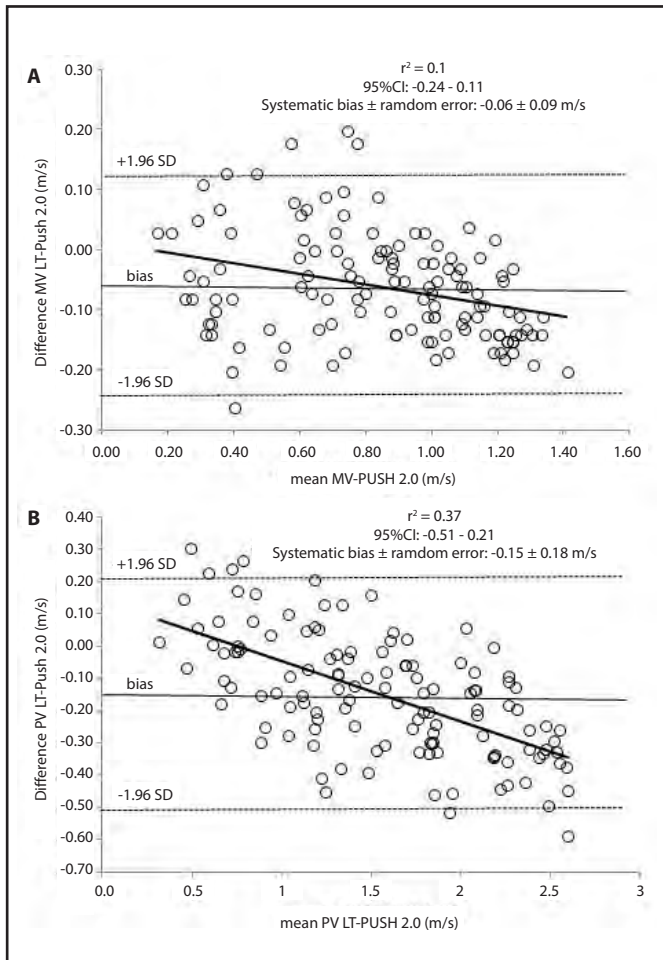 A
r² = 0.1
95%CI: -0.24 - 0.11
Systematic bias ± ramdom error: -0.06 ± 0.09 m/s
Difference MV LT-Push 2.0 (m/s)
0.30
0.20
0.10
0.00
-0.10
-0.20
-0.30
+1.96 SD
bias
-1.96 SD
0.00 0.20 0.40 0.60 0.80 1.00 1.20 1.40 1.60
mean MV-PUSH 2.0 (m/s)
B
r² = 0.37
95%CI: -0.51 - 0.21
Systematic bias ± ramdom error: -0.15 ± 0.18 m/s
Difference PV LT-Push 2.0 (m/s)
0.40
0.30
0.20
0.10
0.00
-0.10
-0.20
-0.30
-0.40
-0.50
-0.60
-0.70
+1.96 SD
bias
-1.96 SD
0.0 0.5 1 1.5 2 2.5 3
mean PV LT-PUSH 2.0 (m/s)